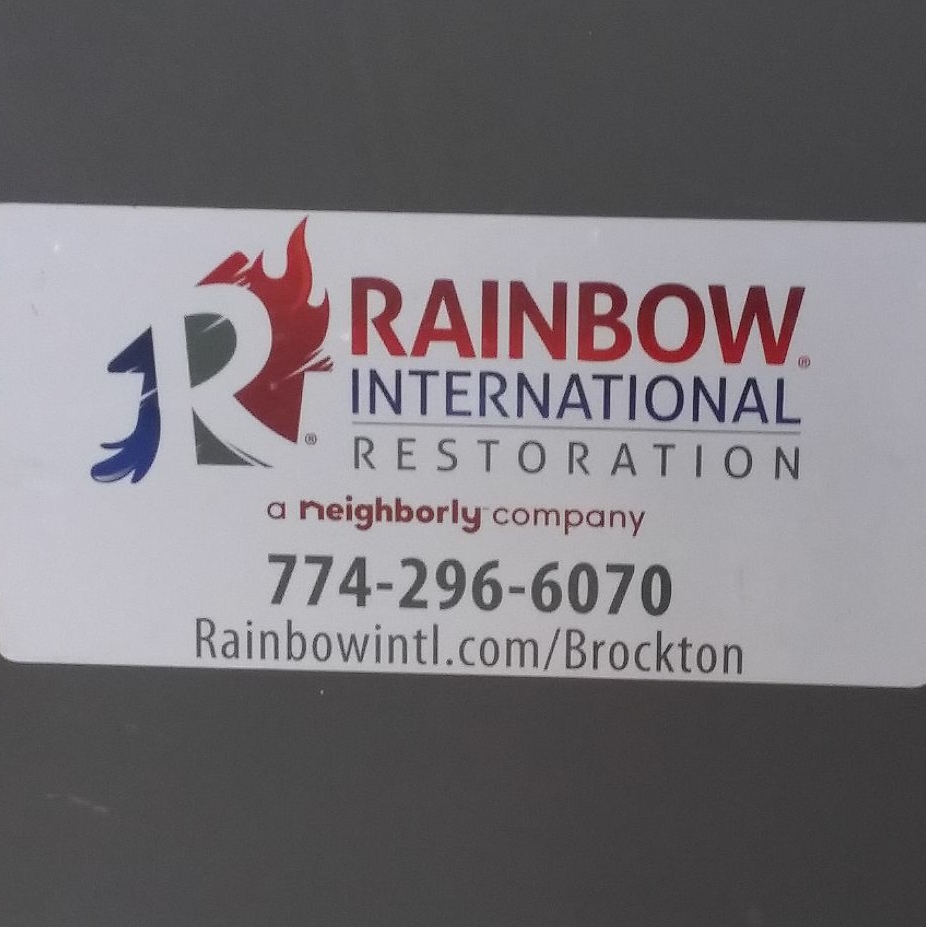 R®
RAINBOW®
INTERNATIONAL
RESTORATION
a neighborly company
774-296-6070
Rainbowintl.com/Brockton